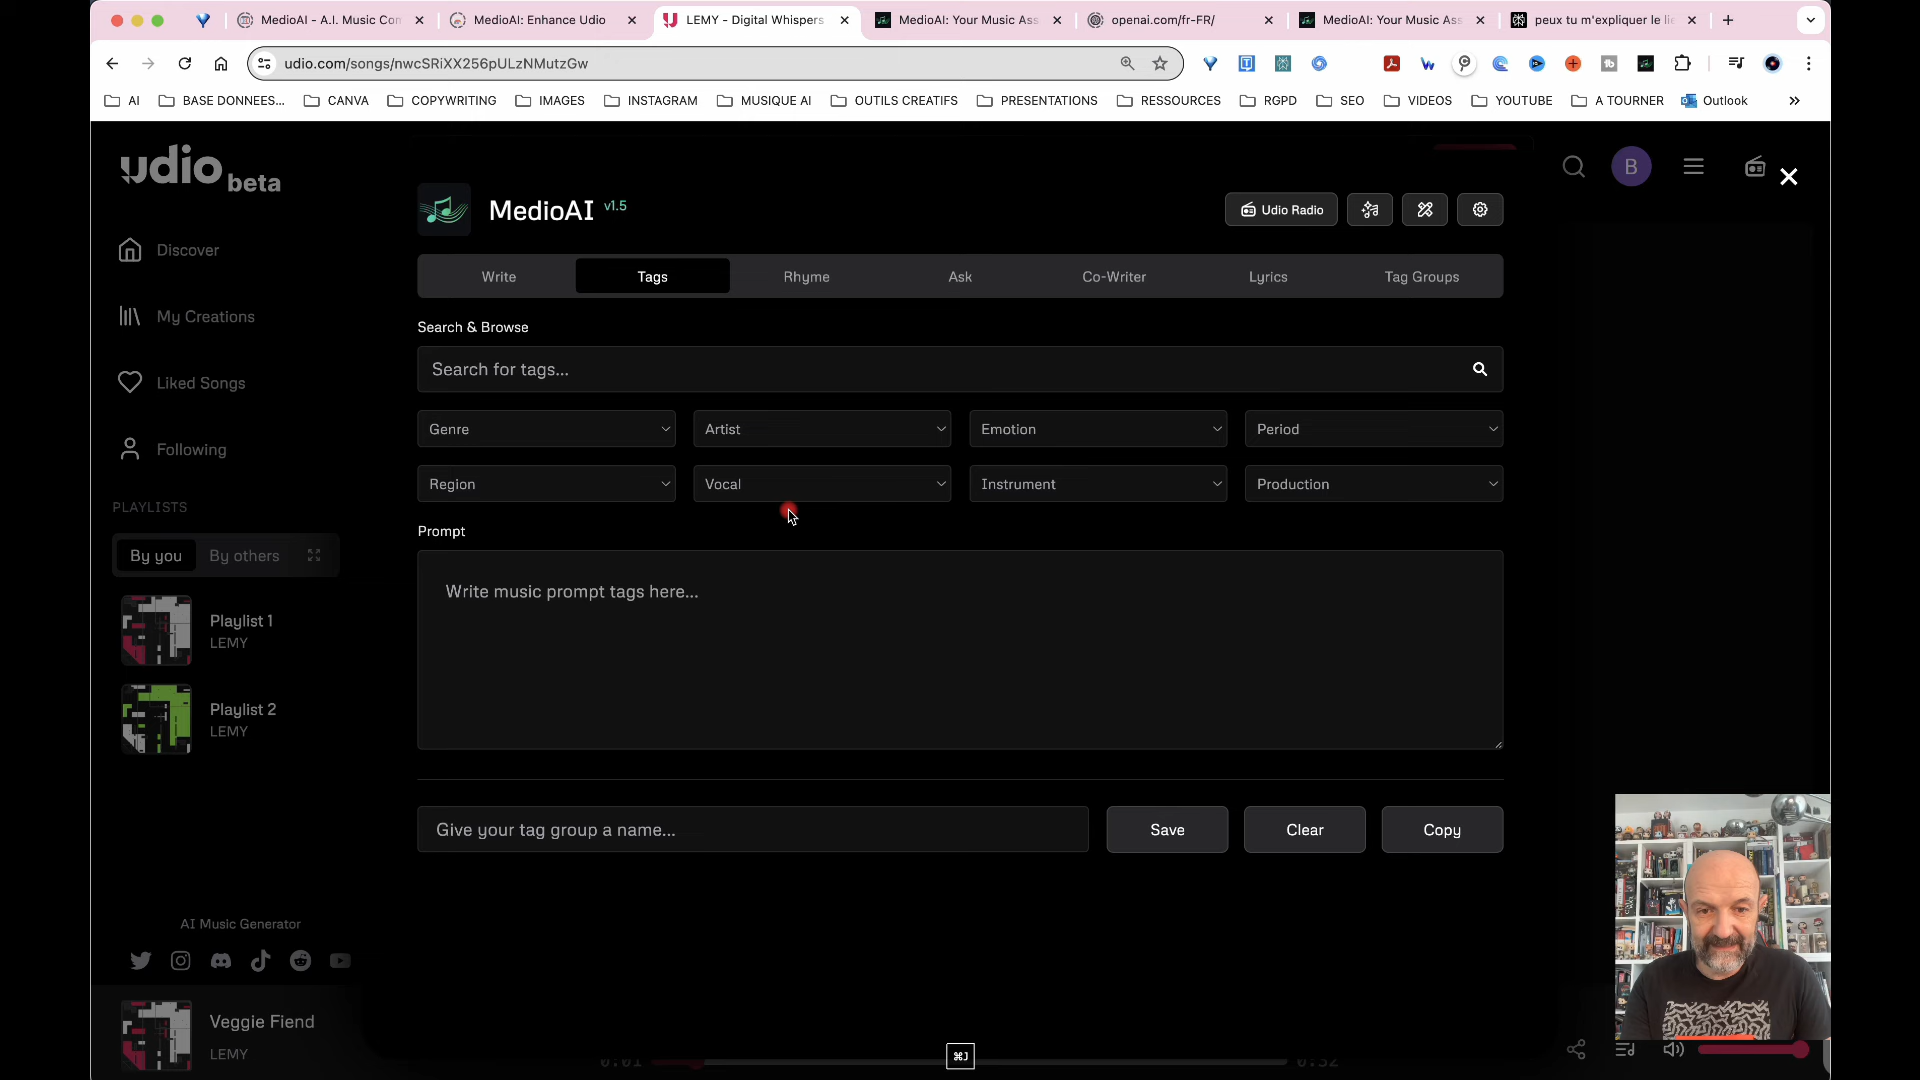 MedioAI - A.I. Music Con
MedioAI: Enhance Udio
LEMY - Digital Whispers
MedioAI: Your Music Ass
openai.com/fr-FR/
MedioAI: Your Music Ass
peux tu m'expliquer le lie
udio.com/songs/nwcSRiXX256pULzNMutzGw
AI
BASE DONNEES...
CANVA
COPYWRITING
IMAGES
INSTAGRAM
MUSIQUE AI
OUTILS CREATIFS
PRESENTATIONS
RESSOURCES
RGPD
SEO
VIDEOS
YOUTUBE
A TOURNER
Outlook
udio beta
B
MedioAI v1.5
Udio Radio
Discover
My Creations
Liked Songs
Following
PLAYLISTS
By you
By others
Playlist 1
LEMY
Playlist 2
LEMY
Write
Tags
Rhyme
Ask
Co-Writer
Lyrics
Tag Groups
Search & Browse
Search for tags...
Genre
Artist
Emotion
Period
Region
Vocal
Instrument
Production
Prompt
Write music prompt tags here...
Give your tag group a name...
Save
Clear
Copy
AI Music Generator
Veggie Fiend
LEMY
0:01
⌘J
0:32